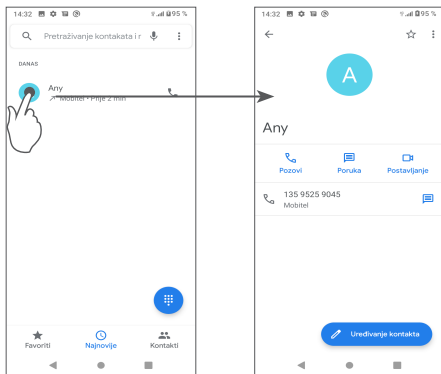 14:32 95 %
Pretraživanje kontakata i r
DANAS
Any
Mobitel • Prije 2 min
Favoriti Najnovije Kontakti
14:32 95 %
A
Any
Pozovi Poruka Postavljanje
135 9525 9045
Mobitel
Uređivanje kontakta